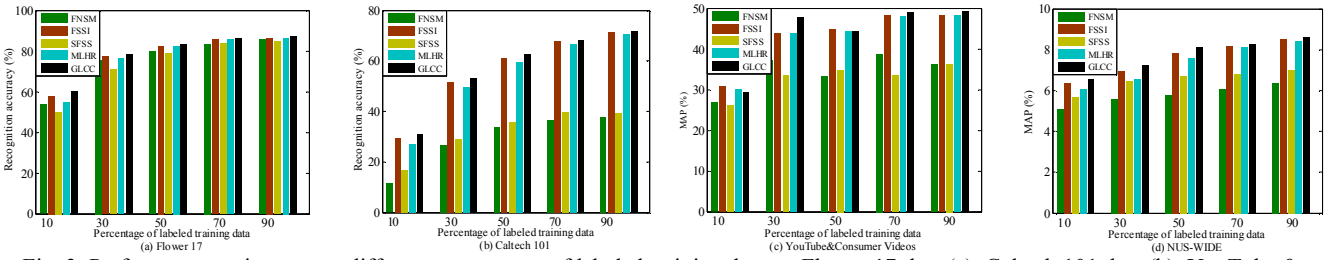 100
80
60
40
20
0
Recognition accuracy (%)
FNSM
FSSI
SFSS
MLHR
GLCC
10 30 50 70 90
Percentage of labeled training data
(a) Flower 17
80
60
40
20
0
Recognition accuracy (%)
FNSM
FSSI
SFSS
MLHR
GLCC
10 30 50 70 90
Percentage of labeled training data
(b) Caltech 101
50
40
30
20
10
0
MAP (%)
FNSM
FSSI
SFSS
MLHR
GLCC
10 30 50 70 90
Percentage of labeled training data
(c) YouTube&Consumer Videos
10
8
6
4
2
0
MAP (%)
FNSM
FSSI
SFSS
MLHR
GLCC
10 30 50 70 90
Percentage of labeled training data
(d) NUS-WIDE